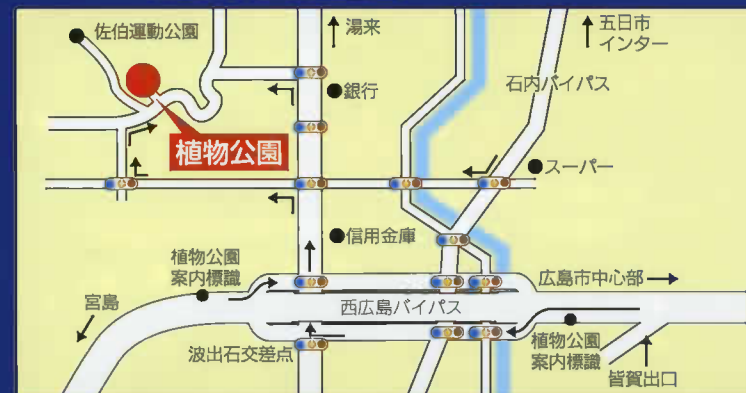 佐伯運動公園
湯来
五日市
インター
銀行
石内バイパス
植物公園
スーパー
信用金庫
植物公園
案内標識
広島市中心部
宮島
西広島バイパス
波出石交差点
植物公園
案内標識
皆賀出口